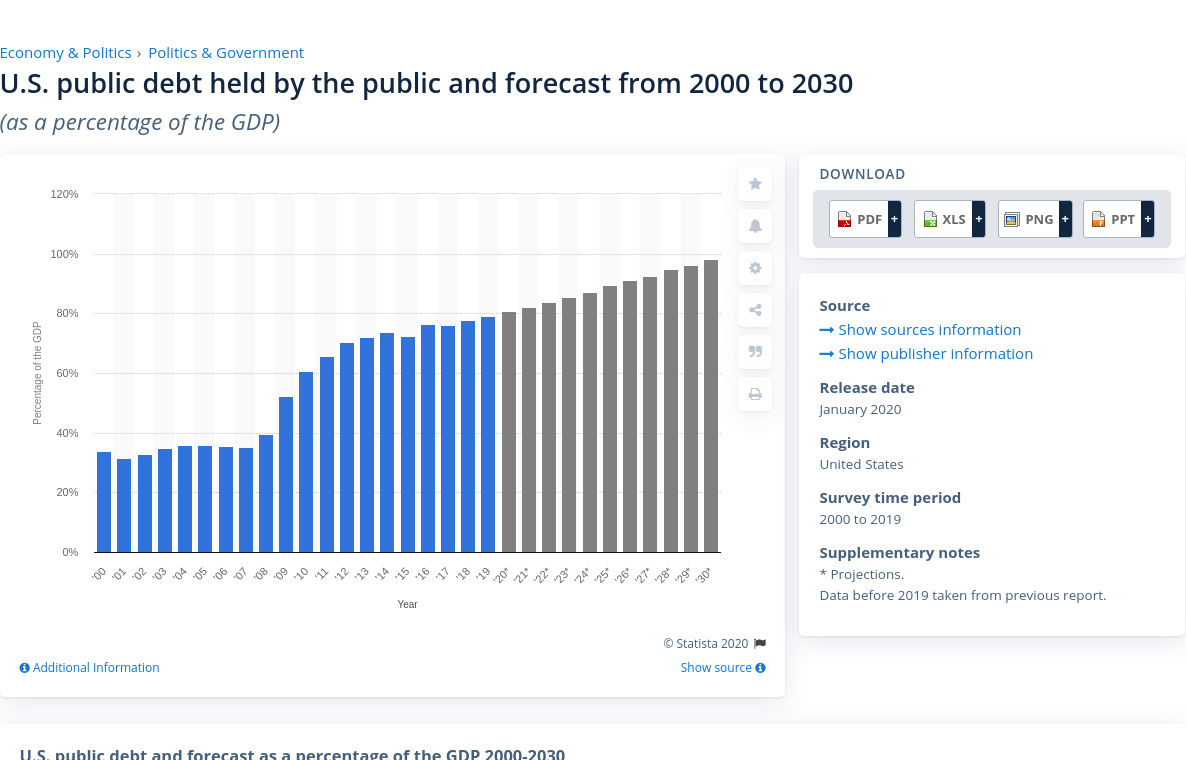 Economy & Politics › Politics & Government
U.S. public debt held by the public and forecast from 2000 to 2030
(as a percentage of the GDP)
120%
100%
80%
60%
40%
20%
0%
Percentage of the GDP
'00 '01 '02 '03 '04 '05 '06 '07 '08 '09 '10 '11 '12 '13 '14 '15 '16 '17 '18 '19 '20* '21* '22* '23* '24* '25* '26* '27* '28* '29* '30*
Year
© Statista 2020
Additional Information
Show source
DOWNLOAD
PDF + XLS + PNG + PPT +
Source
Show sources information
Show publisher information
Release date
January 2020
Region
United States
Survey time period
2000 to 2019
Supplementary notes
* Projections.
Data before 2019 taken from previous report.
U.S. public debt and forecast as a percentage of the GDP 2000-2030